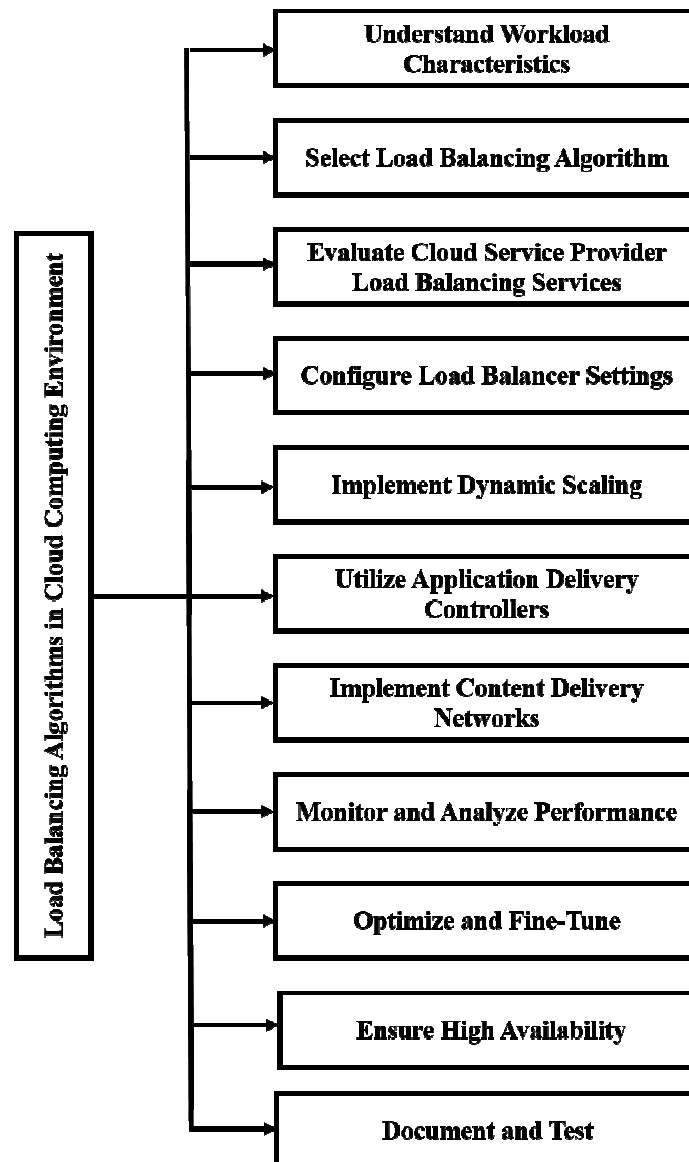 Load Balancing Algorithms in Cloud Computing Environment
Understand Workload
Characteristics
Select Load Balancing Algorithm
Evaluate Cloud Service Provider
Load Balancing Services
Configure Load Balancer Settings
Implement Dynamic Scaling
Utilize Application Delivery
Controllers
Implement Content Delivery
Networks
Monitor and Analyze Performance
Optimize and Fine-Tune
Ensure High Availability
Document and Test